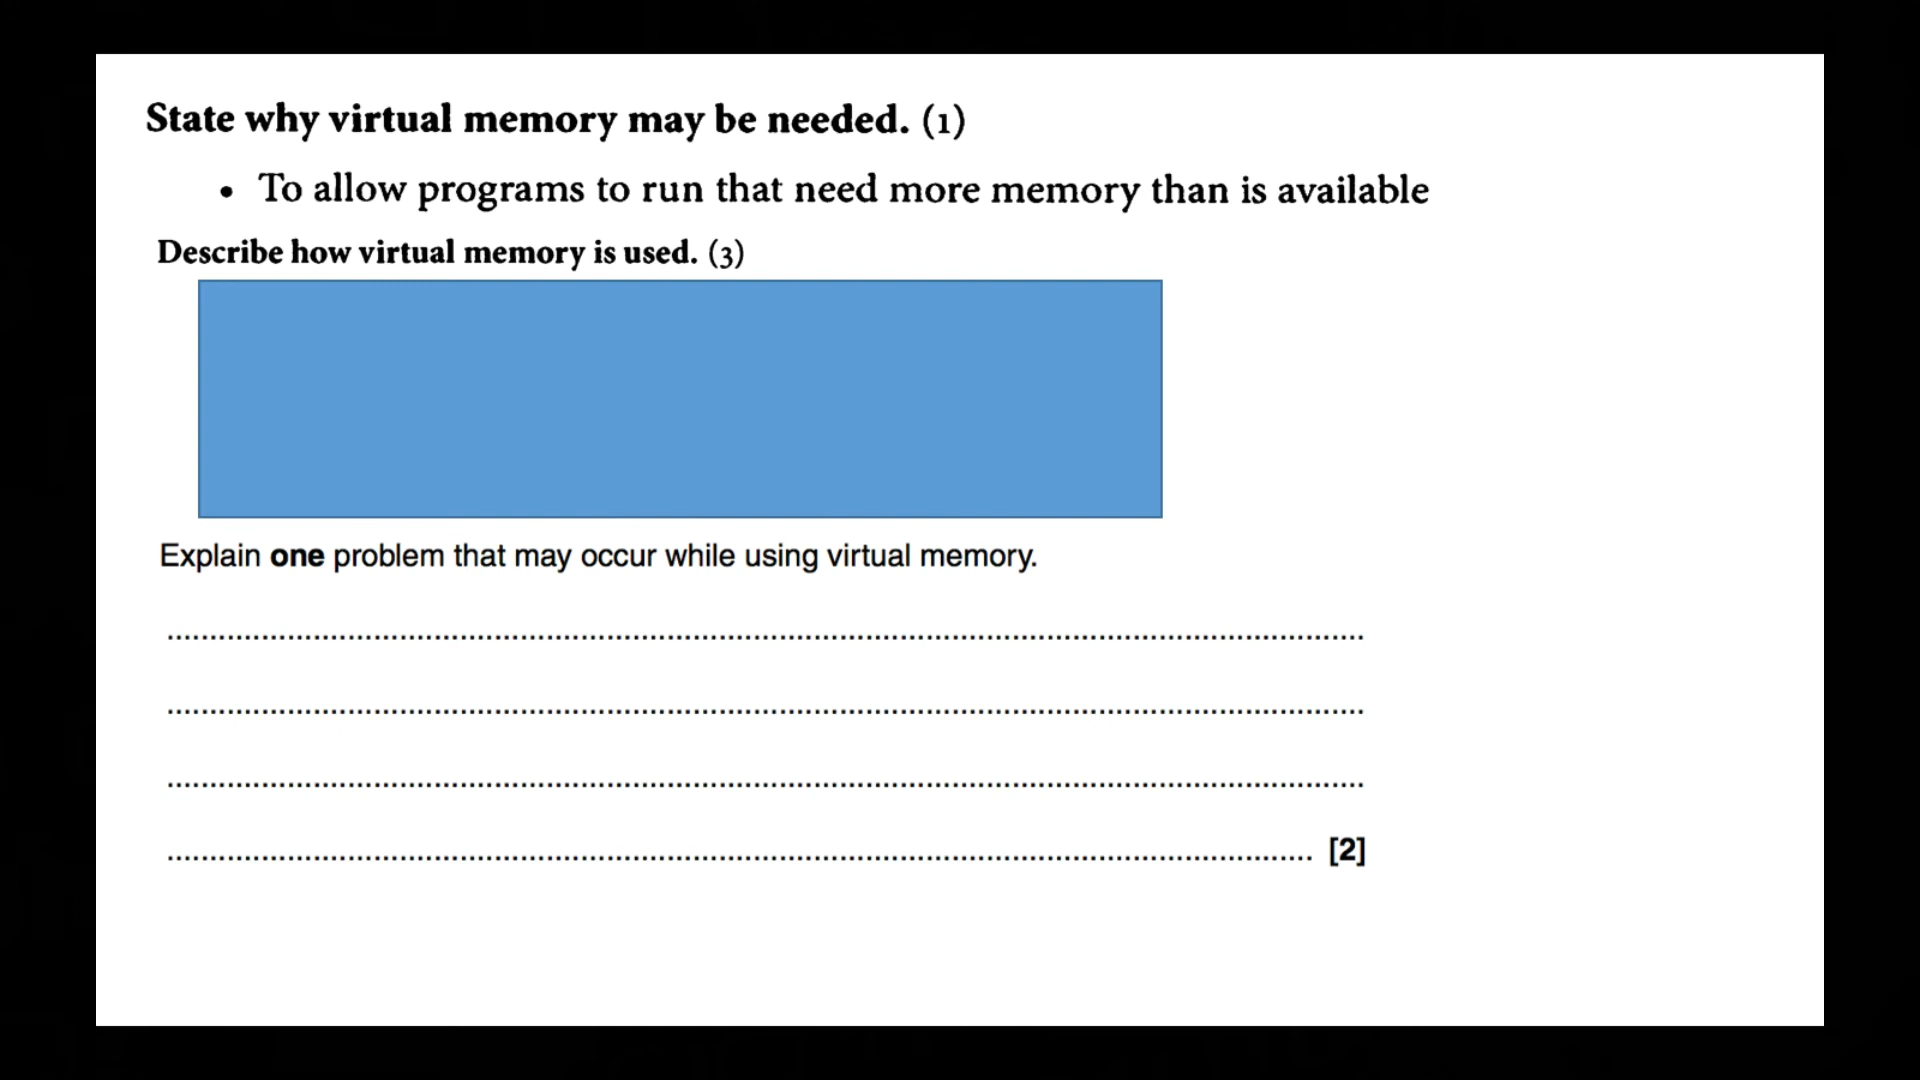 State why virtual memory may be needed. (1)
• To allow programs to run that need more memory than is available
Describe how virtual memory is used. (3)
Explain one problem that may occur while using virtual memory.
[2]